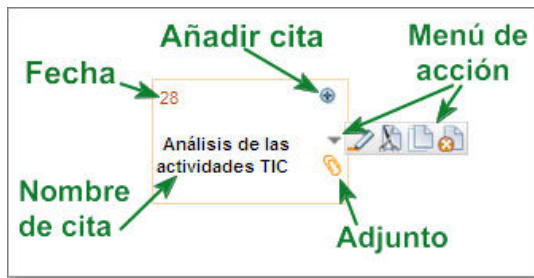 Añadir cita
Menú de
acción
Fecha
28
Análisis de las
actividades TIC
Nombre
de cita
Adjunto